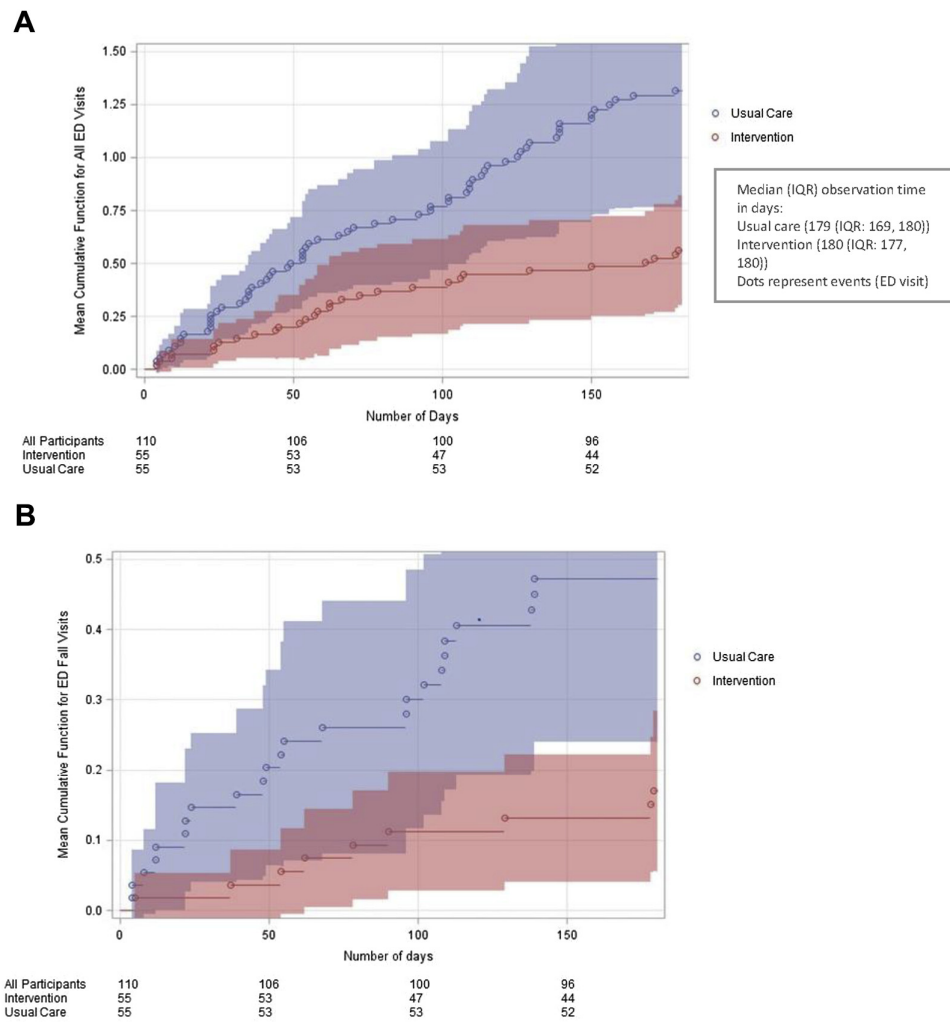 A
Mean Cumulative Function for All ED Visits
1.50
1.25
1.00
0.75
0.50
0.25
0.00
0 50 100 150
Number of Days
Usual Care
Intervention
Median (IQR) observation time
in days:
Usual care (179 (IQR: 169, 180))
Intervention (180 (IQR: 177,
180))
Dots represent events (ED visit)
All Participants 110 106 100 96
Intervention 55 53 47 44
Usual Care 55 53 53 52
B
Mean Cumulative Function for ED Fall Visits
0.5
0.4
0.3
0.2
0.1
0.0
0 50 100 150
Number of days
Usual Care
Intervention
All Participants 110 106 100 96
Intervention 55 53 47 44
Usual Care 55 53 53 52